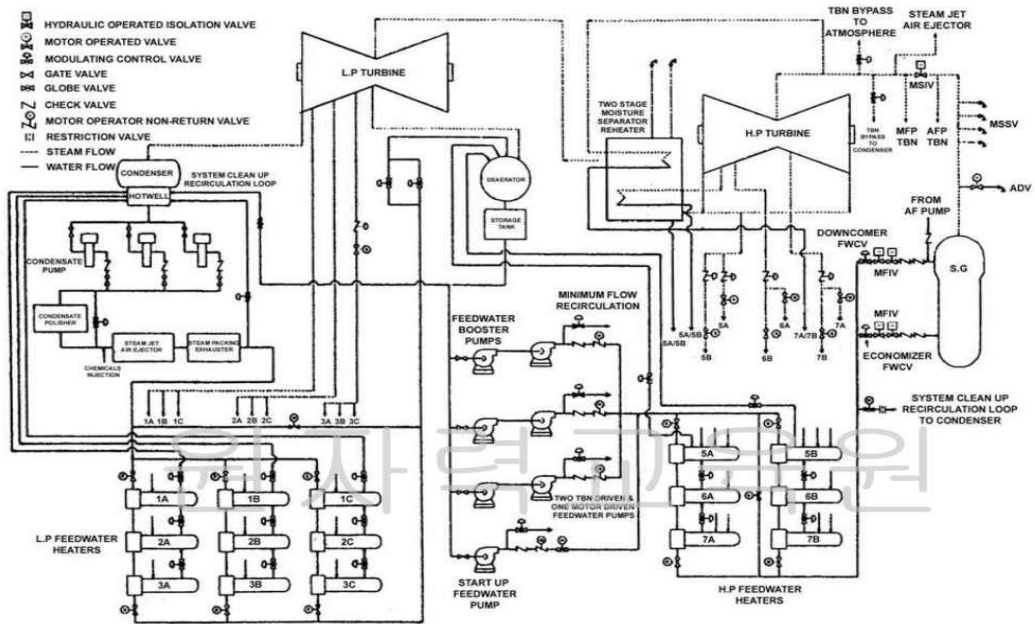 HYDRAULIC OPERATED ISOLATION VALVE
MOTOR OPERATED VALVE
MODULATING CONTROL VALVE
GATE VALVE
GLOBE VALVE
CHECK VALVE
MOTOR OPERATOR NON-RETURN VALVE
RESTRICTION VALVE
STEAM FLOW
WATER FLOW
L.P TURBINE
TWO STAGE
MOISTURE
SEPARATOR
REHEATER
H.P TURBINE
TBN BYPASS
TO
ATMOSPHERE
STEAM JET
AIR EJECTOR
MSIV
TBN
BYPASS
TO
CONDENSER
MFP
TBN
AFP
TBN
MSSV
ADV
FROM
AF PUMP
DOWNCOMER
FWCV
MFIV
S.G
MFIV
ECONOMIZER
FWCV
SYSTEM CLEAN UP
RECIRCULATION LOOP
TO CONDENSER
CONDENSER
HOTWELL
SYSTEM CLEAN UP
RECIRCULATION LOOP
DEAERATOR
STORAGE
TANK
CONDENSATE
PUMP
CONDENSATE
POLISHER
STEAM JET
AIR EJECTOR
STEAM PACKING
EXHAUSTER
CHEMICALS
INJECTION
1A 1B 1C
2A 2B 2C
3A 3B 3C
FEEDWATER
BOOSTER
PUMPS
MINIMUM FLOW
RECIRCULATION
6A/6B
5A/5B
5B
5A
6B
6A
7A/7B
7B
7A
TWO TBN DRIVEN &
ONE MOTOR DRIVEN
FEEDWATER PUMPS
START UP
FEEDWATER
PUMP
L.P FEEDWATER
HEATERS
1A
1B
1C
2A
2B
2C
3A
3B
3C
5A
5B
6A
6B
7A
7B
H.P FEEDWATER
HEATERS
원자력교육원